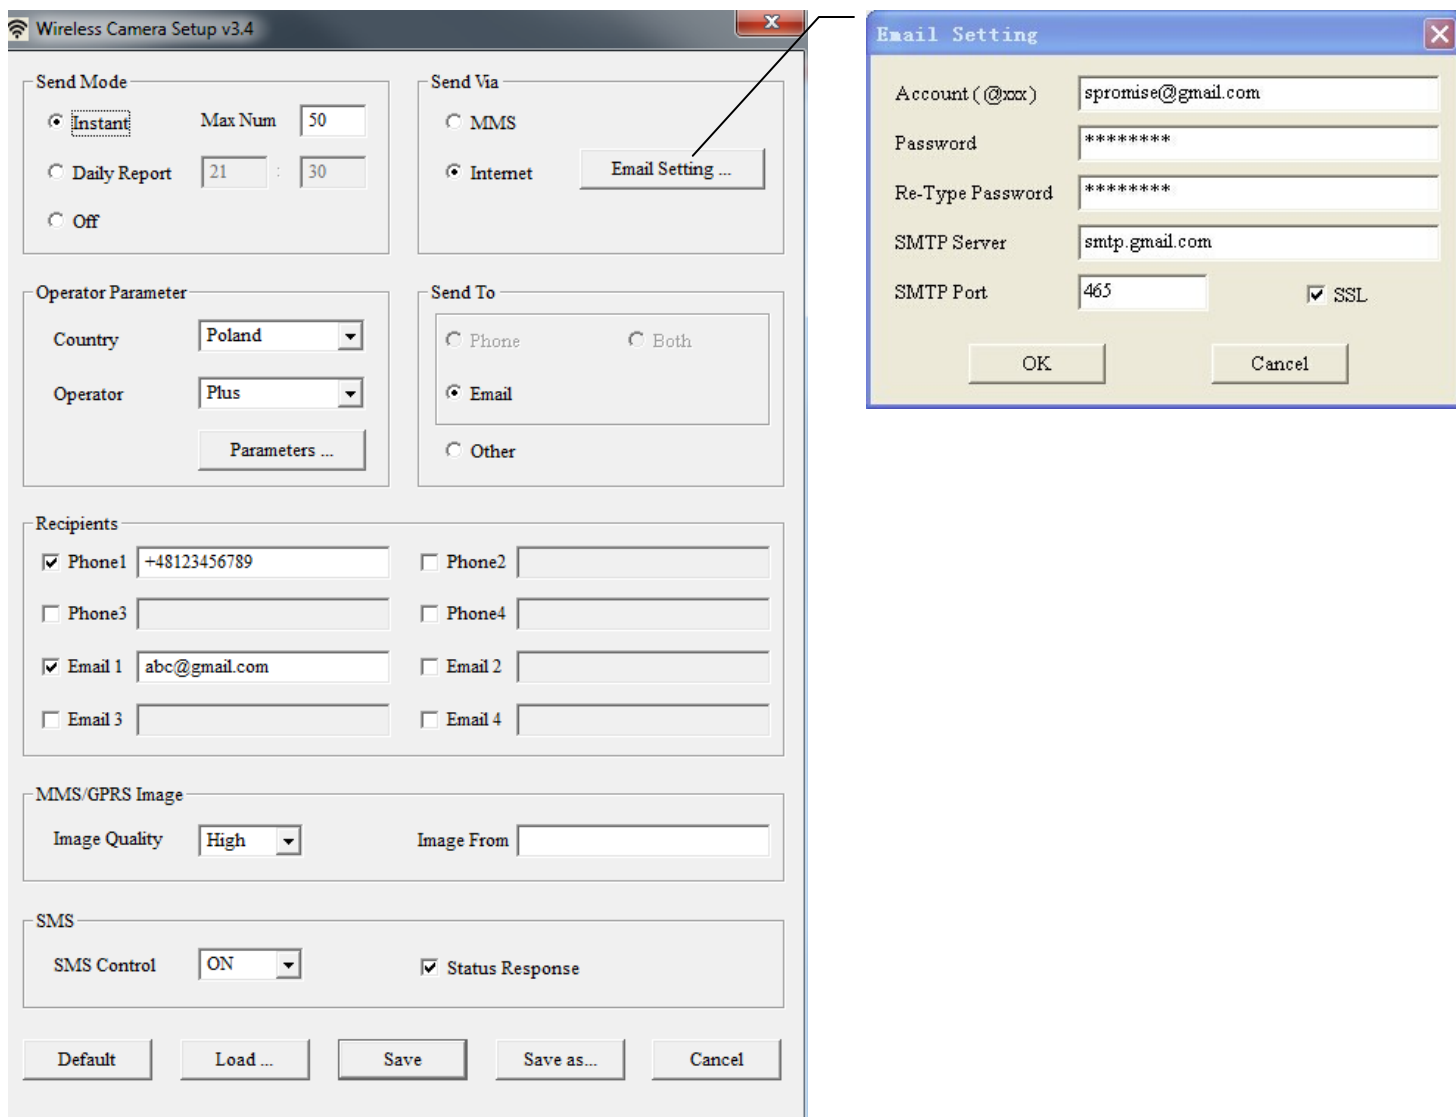 Wireless Camera Setup v3.4
Send Mode
Instant Max Num 50
Daily Report 21 : 30
Off
Send Via
MMS
Internet Email Setting ...
Operator Parameter
Country Poland
Operator Plus
Parameters ...
Send To
Phone Both
Email
Other
Recipients
Phone1 +48123456789 Phone2
Phone3 Phone4
Email 1 abc@gmail.com Email 2
Email 3 Email 4
MMS/GPRS Image
Image Quality High Image From
SMS
SMS Control ON Status Response
Default Load ... Save Save as... Cancel
Email Setting
Account (@xxx) spromise@gmail.com
Password ********
Re-Type Password ********
SMTP Server smtp.gmail.com
SMTP Port 465 SSL
OK Cancel